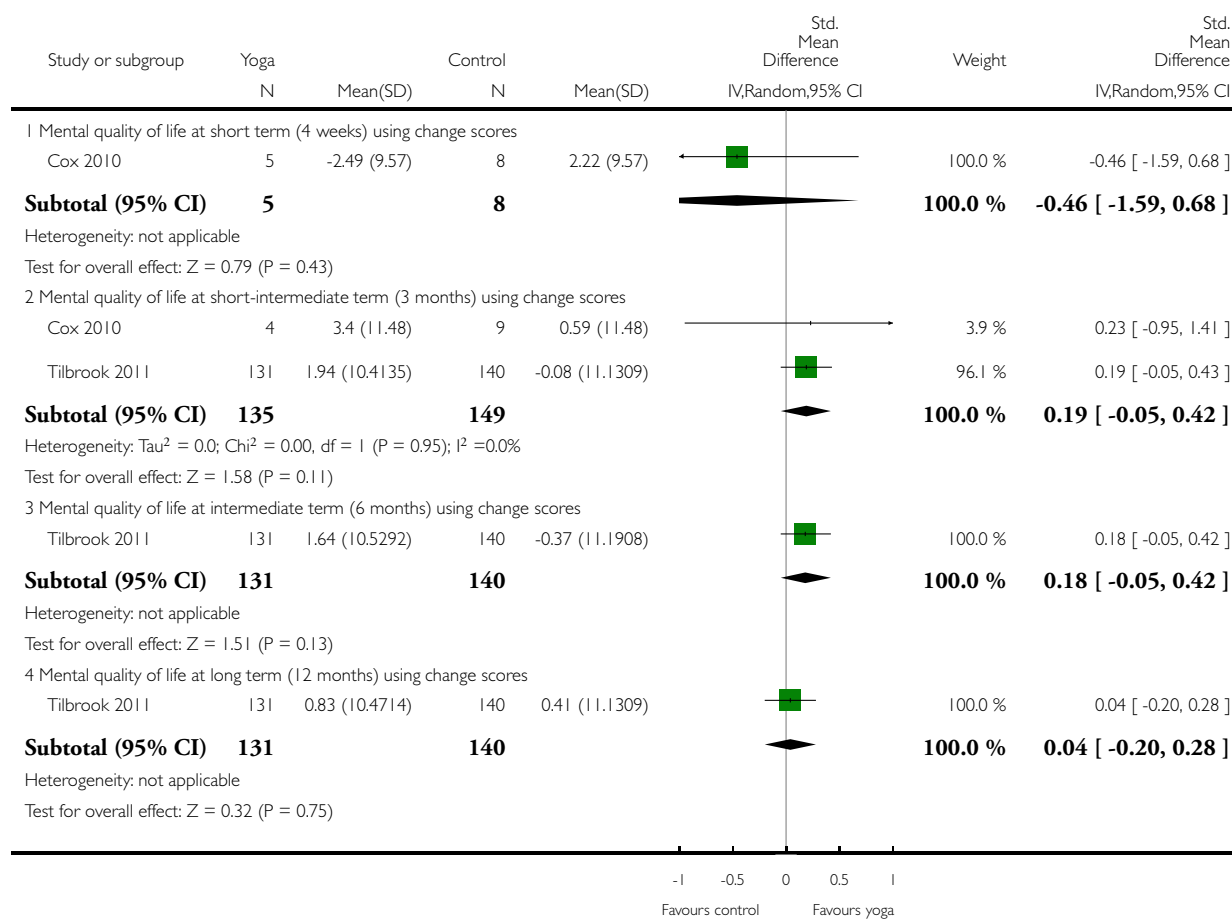 Study or subgroup Yoga Control Std. Mean Difference Weight Std. Mean Difference
N Mean(SD) N Mean(SD) IV,Random,95% CI IV,Random,95% CI
1 Mental quality of life at short term (4 weeks) using change scores
Cox 2010 5 -2.49 (9.57) 8 2.22 (9.57) 100.0 % -0.46 [ -1.59, 0.68 ]
Subtotal (95% CI) 5 8 100.0 % -0.46 [ -1.59, 0.68 ]
Heterogeneity: not applicable
Test for overall effect: Z = 0.79 (P = 0.43)
2 Mental quality of life at short-intermediate term (3 months) using change scores
Cox 2010 4 3.4 (11.48) 9 0.59 (11.48) 3.9 % 0.23 [ -0.95, 1.41 ]
Tilbrook 2011 131 1.94 (10.4135) 140 -0.08 (11.1309) 96.1 % 0.19 [ -0.05, 0.43 ]
Subtotal (95% CI) 135 149 100.0 % 0.19 [ -0.05, 0.42 ]
Heterogeneity: Tau² = 0.0; Chi² = 0.00, df = 1 (P = 0.95); I² =0.0%
Test for overall effect: Z = 1.58 (P = 0.11)
3 Mental quality of life at intermediate term (6 months) using change scores
Tilbrook 2011 131 1.64 (10.5292) 140 -0.37 (11.1908) 100.0 % 0.18 [ -0.05, 0.42 ]
Subtotal (95% CI) 131 140 100.0 % 0.18 [ -0.05, 0.42 ]
Heterogeneity: not applicable
Test for overall effect: Z = 1.51 (P = 0.13)
4 Mental quality of life at long term (12 months) using change scores
Tilbrook 2011 131 0.83 (10.4714) 140 0.41 (11.1309) 100.0 % 0.04 [ -0.20, 0.28 ]
Subtotal (95% CI) 131 140 100.0 % 0.04 [ -0.20, 0.28 ]
Heterogeneity: not applicable
Test for overall effect: Z = 0.32 (P = 0.75)
-1 -0.5 0 0.5 1
Favours control Favours yoga